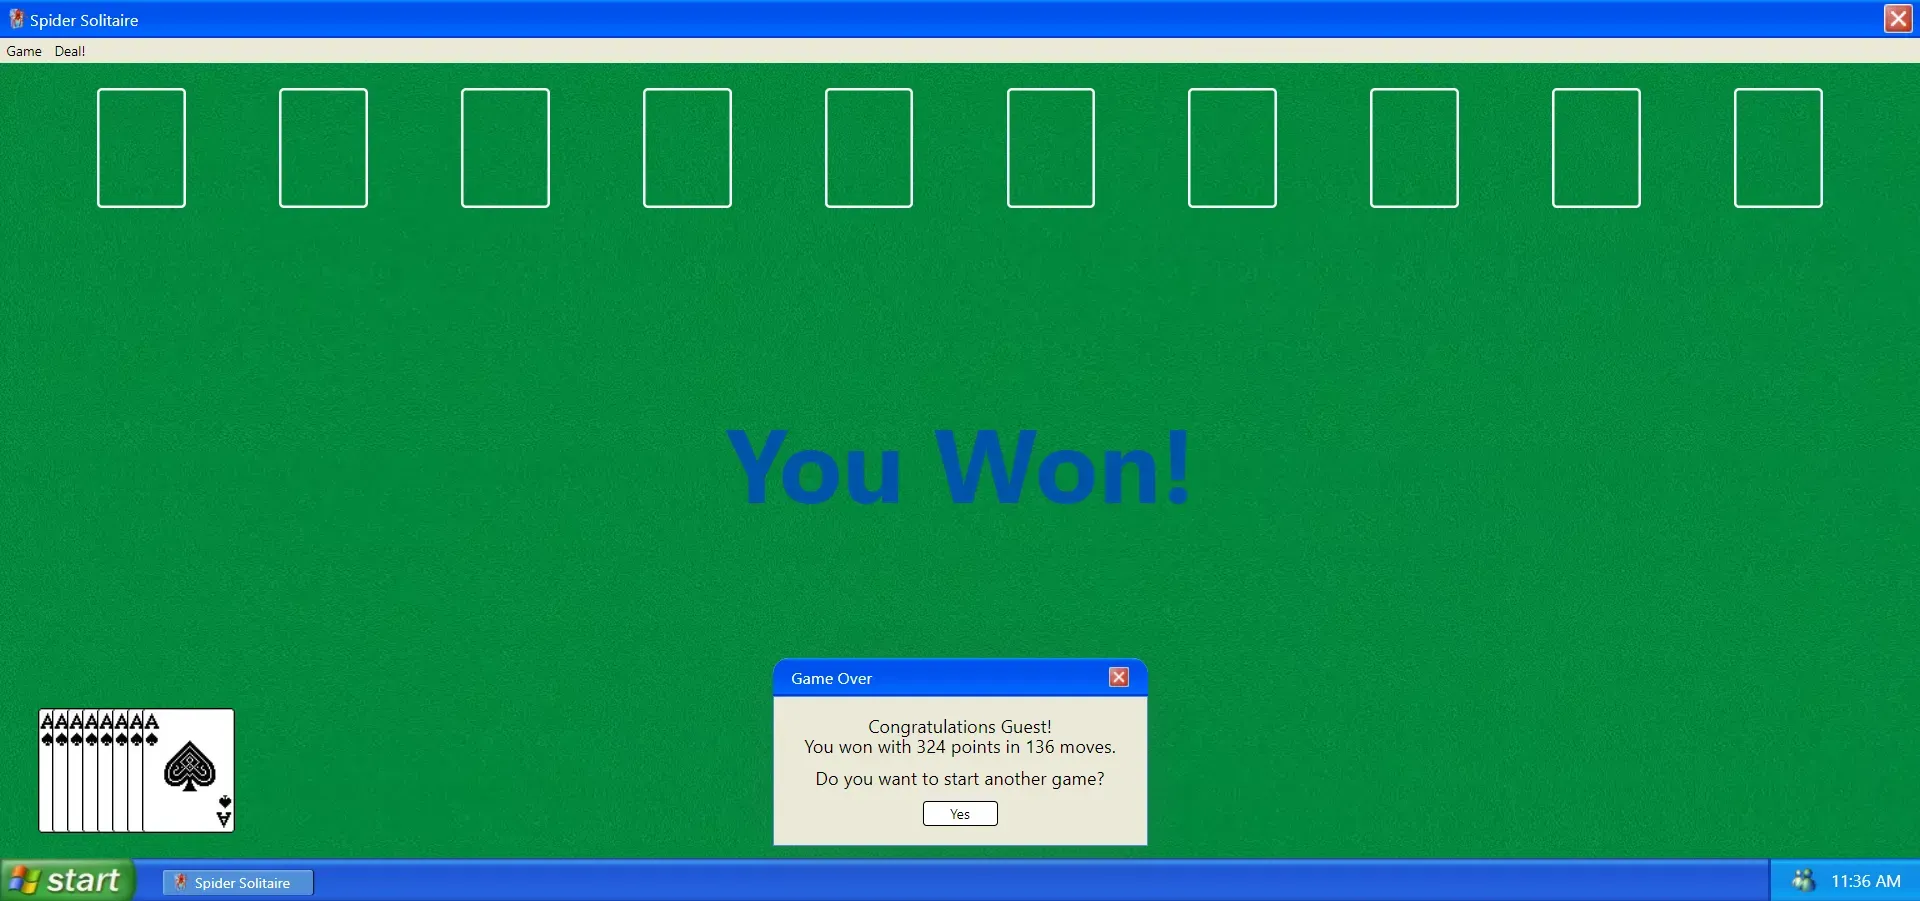 Spider Solitaire
Game Deal!
You Won!
Game Over
Congratulations Guest!
You won with 324 points in 136 moves.
Do you want to start another game?
Yes
A A A A A A A A
A
start Spider Solitaire 11:36 AM